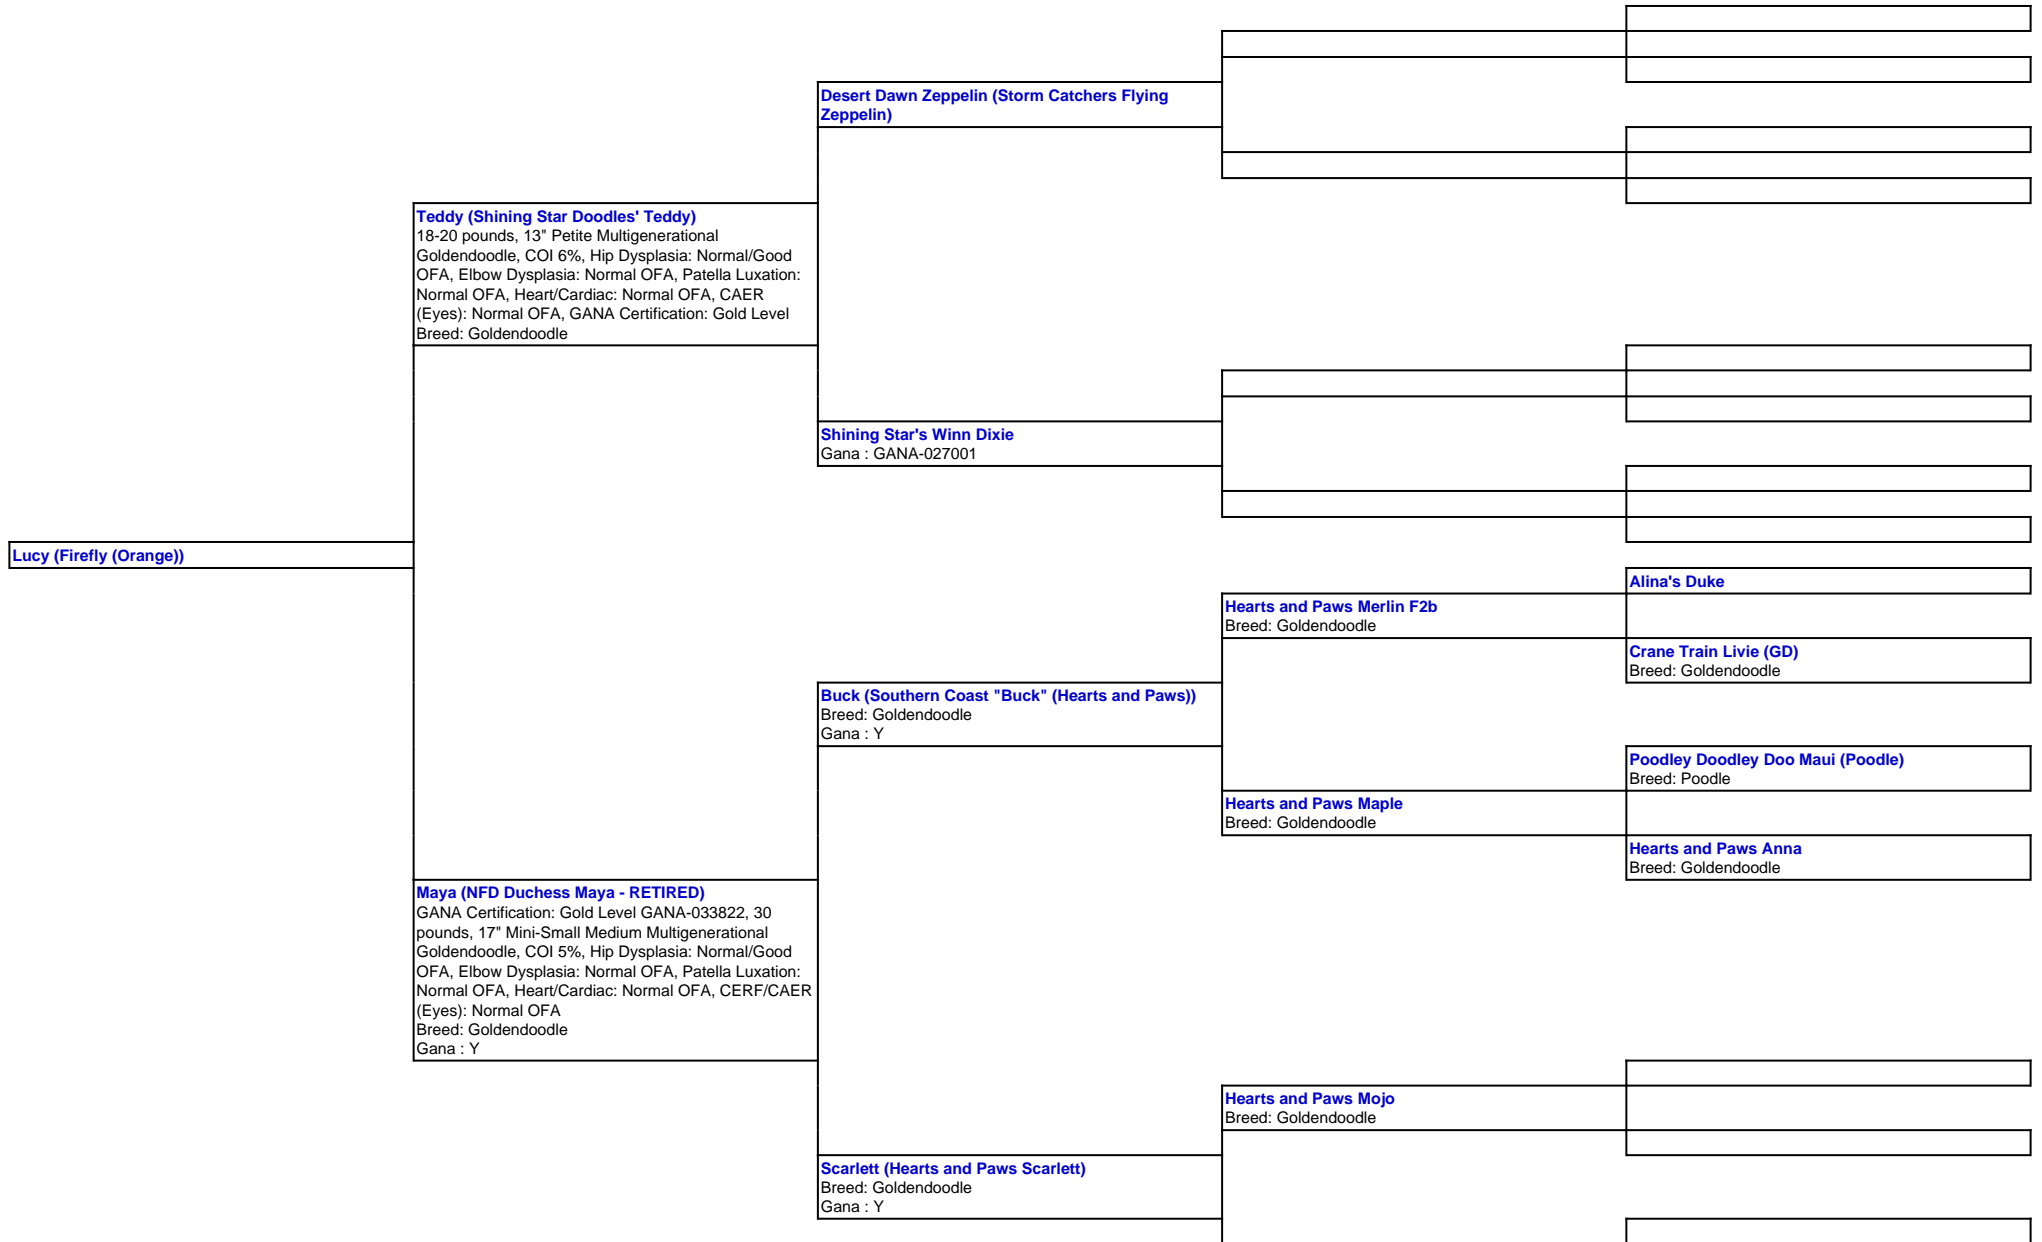 Desert Dawn Zeppelin (Storm Catchers Flying
Zeppelin)
Teddy (Shining Star Doodles' Teddy)
18-20 pounds, 13" Petite Multigenerational
Goldendoodle, COI 6%, Hip Dysplasia: Normal/Good
OFA, Elbow Dysplasia: Normal OFA, Patella Luxation:
Normal OFA, Heart/Cardiac: Normal OFA, CAER
(Eyes): Normal OFA, GANA Certification: Gold Level
Breed: Goldendoodle
Shining Star's Winn Dixie
Gana : GANA-027001
Lucy (Firefly (Orange))
Alina's Duke
Hearts and Paws Merlin F2b
Breed: Goldendoodle
Crane Train Livie (GD)
Breed: Goldendoodle
Buck (Southern Coast "Buck" (Hearts and Paws))
Breed: Goldendoodle
Gana : Y
Poodley Doodley Doo Maui (Poodle)
Breed: Poodle
Hearts and Paws Maple
Breed: Goldendoodle
Hearts and Paws Anna
Breed: Goldendoodle
Maya (NFD Duchess Maya - RETIRED)
GANA Certification: Gold Level GANA-033822, 30
pounds, 17" Mini-Small Medium Multigenerational
Goldendoodle, COI 5%, Hip Dysplasia: Normal/Good
OFA, Elbow Dysplasia: Normal OFA, Patella Luxation:
Normal OFA, Heart/Cardiac: Normal OFA, CERF/CAER
(Eyes): Normal OFA
Breed: Goldendoodle
Gana : Y
Hearts and Paws Mojo
Breed: Goldendoodle
Scarlett (Hearts and Paws Scarlett)
Breed: Goldendoodle
Gana : Y